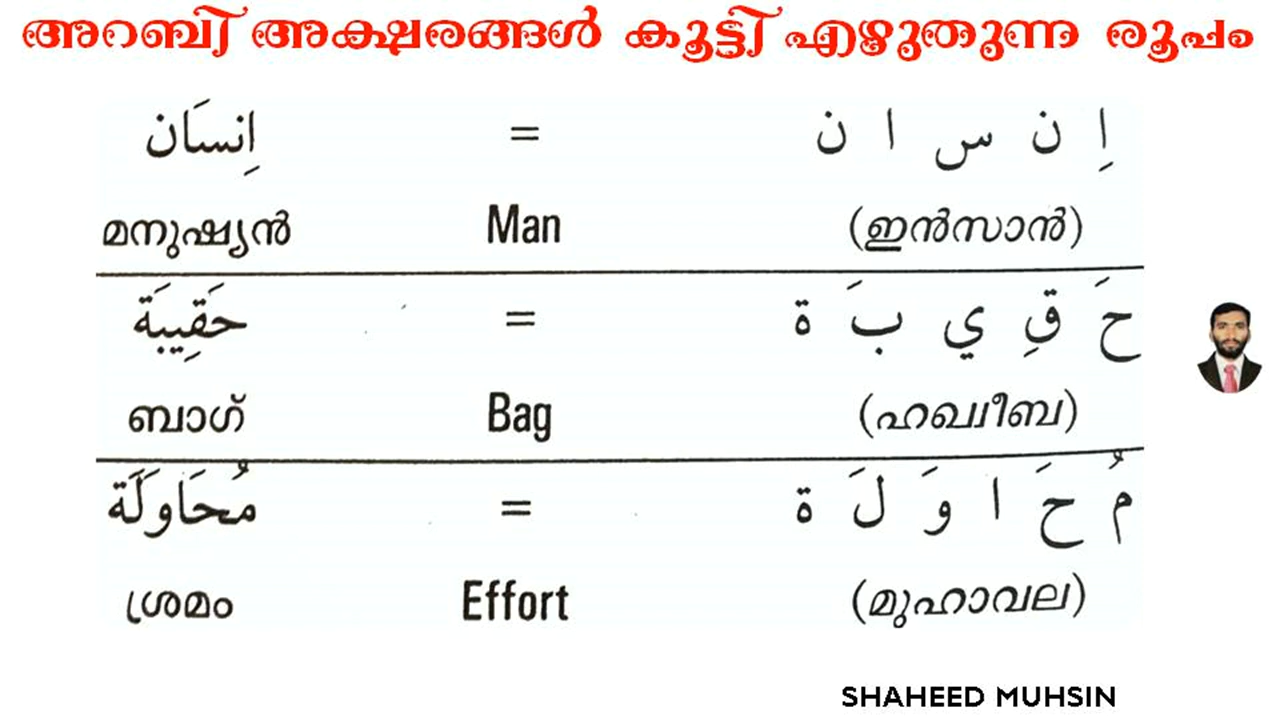 അറബി അക്ഷരങ്ങൾ കൂട്ടി എഴുതുന്ന രൂപം
اِنسَان = اِ ن س ا ن
മനുഷ്യൻ Man (ഇൻസാൻ)
حَقِيبَة = حَ قِ ي بَ ة
ബാഗ് Bag (ഹഖീബ)
مُحَاوَلَة = مُ حَ ا وَ لَ ة
ശ്രമം Effort (മുഹാവല)
SHAHEED MUHSIN